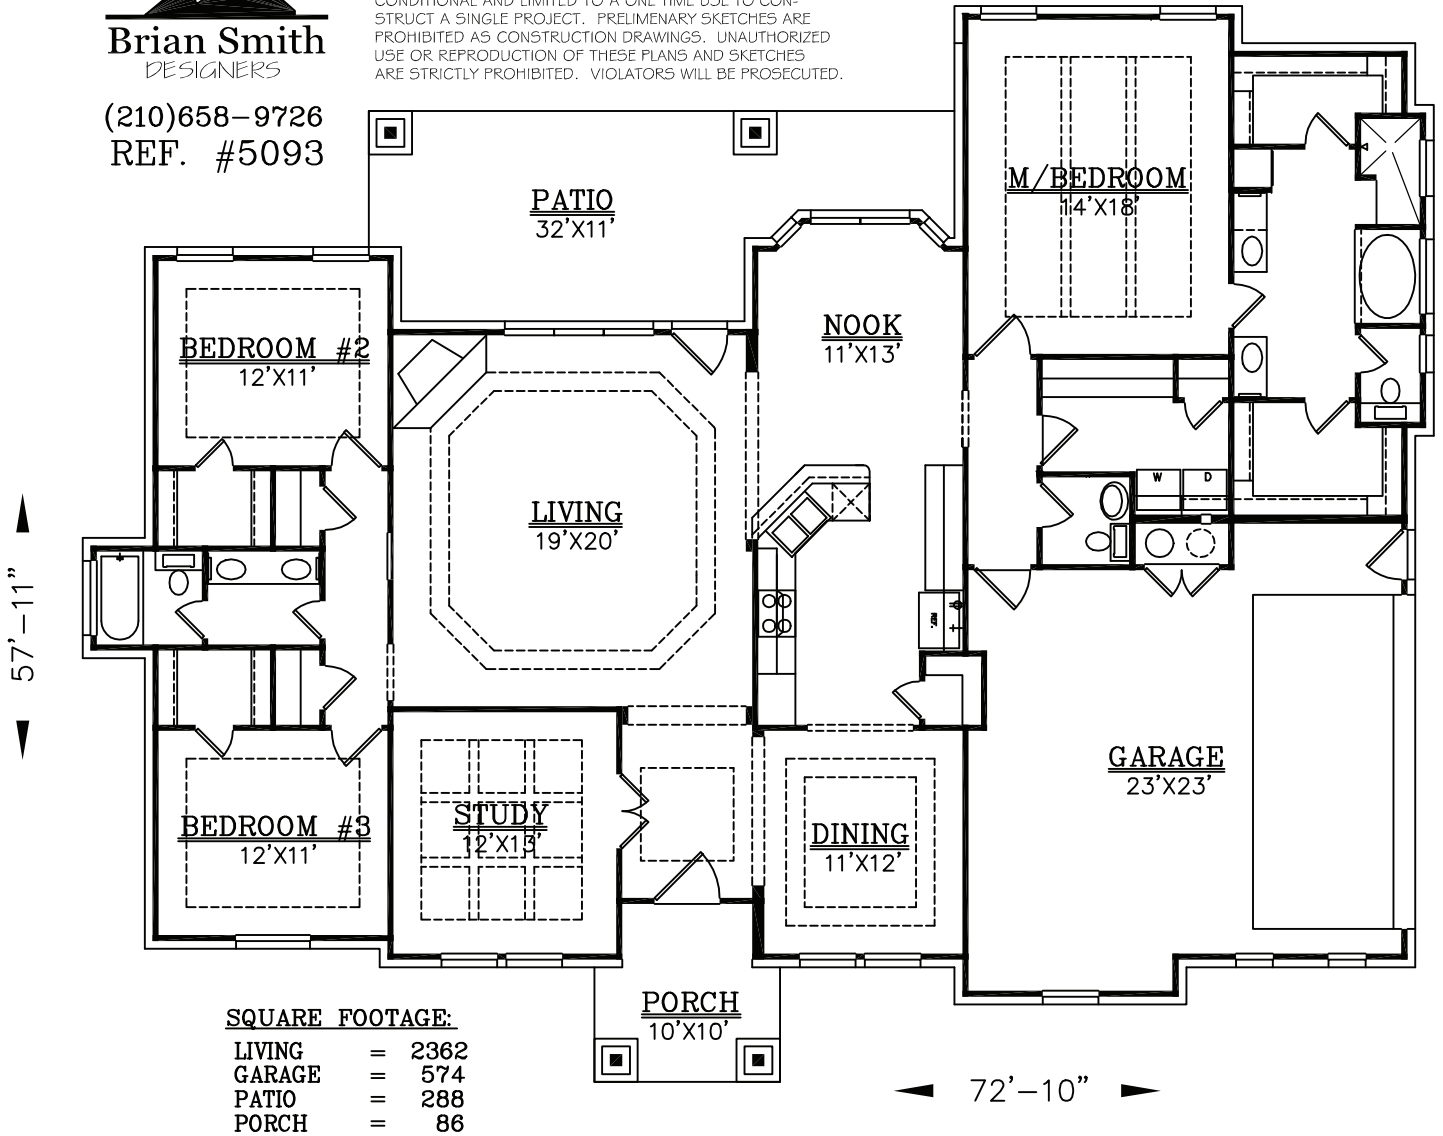 CONDITIONAL AND LIMITED TO A ONE TIME USE TO CON-
STRUCT A SINGLE PROJECT. PRELIMENARY SKETCHES ARE
PROHIBITED AS CONSTRUCTION DRAWINGS. UNAUTHORIZED
USE OR REPRODUCTION OF THESE PLANS AND SKETCHES
ARE STRICTLY PROHIBITED. VIOLATORS WILL BE PROSECUTED.
Brian Smith
DESIGNERS
(210)658-9726
REF. #5093
PATIO
32'X11'
M/BEDROOM
14'X18'
NOOK
11'X13'
BEDROOM #2
12'X11'
LIVING
19'X20'
W
D
REF.
57'-11"
GARAGE
23'X23'
STUDY
12'X13'
BEDROOM #3
12'X11'
DINING
11'X12'
PORCH
10'X10'
SQUARE FOOTAGE:
LIVING = 2362
GARAGE = 574
PATIO = 288
PORCH = 86
72'-10"